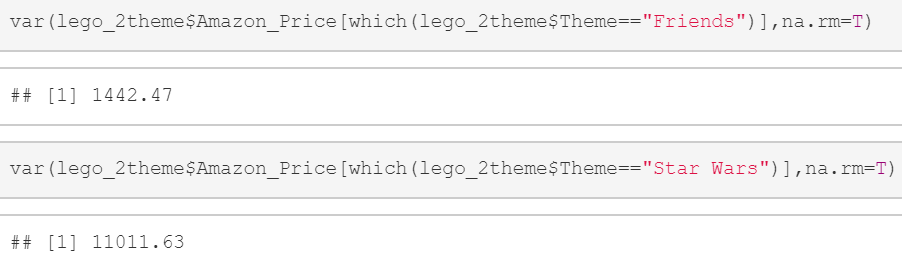 var(lego_2theme$Amazon_Price[which(lego_2theme$Theme=="Friends")],na.rm=T)
## [1] 1442.47
var(lego_2theme$Amazon_Price[which(lego_2theme$Theme=="Star Wars")],na.rm=T)
## [1] 11011.63